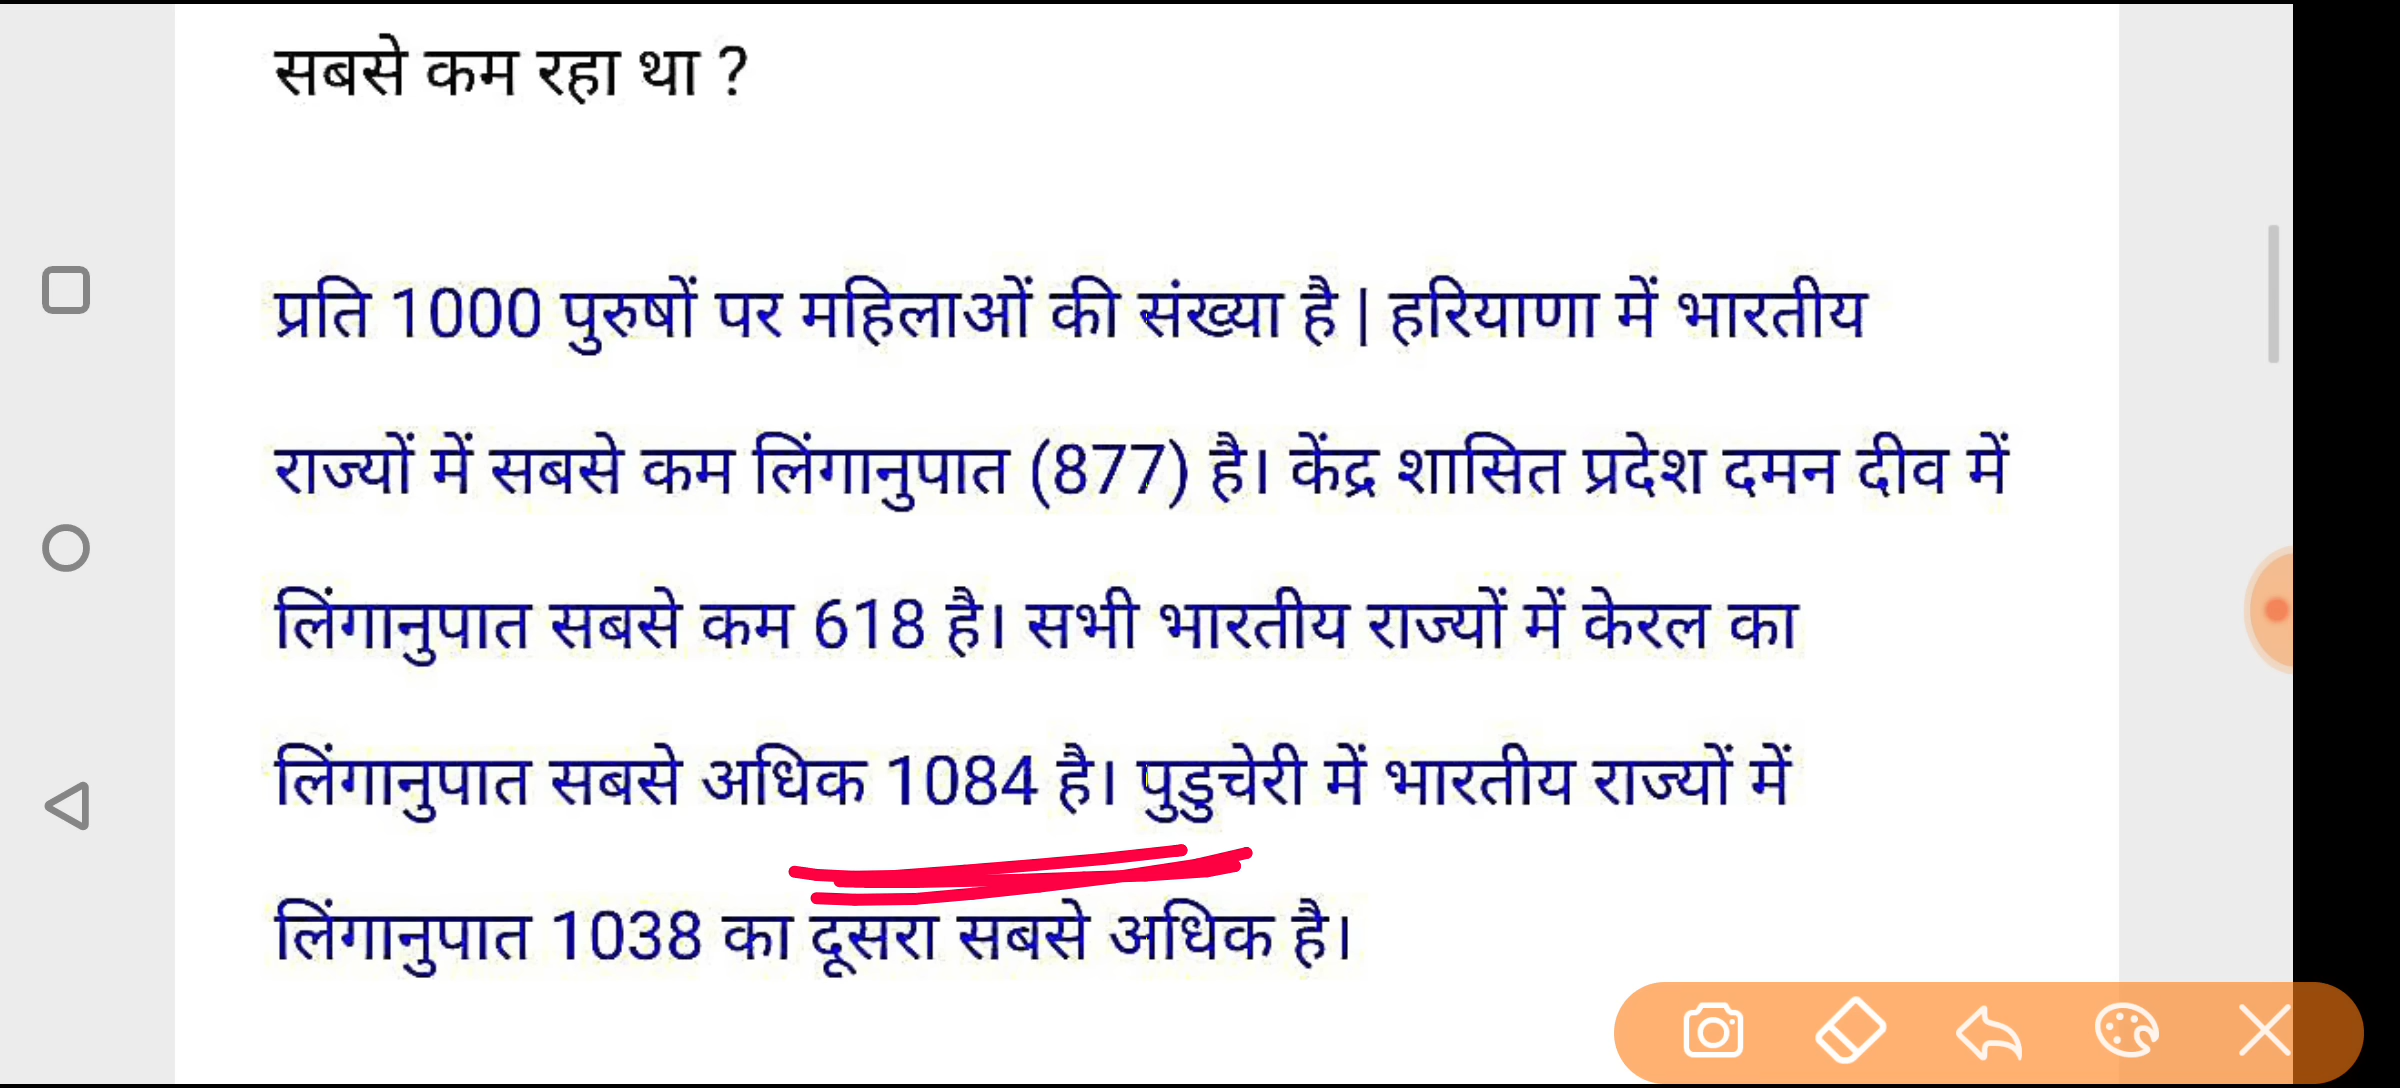 सबसे कम रहा था ?
प्रति 1000 पुरुषों पर महिलाओं की संख्या है | हरियाणा में भारतीय
राज्यों में सबसे कम लिंगानुपात (877) है। केंद्र शासित प्रदेश दमन दीव में
लिंगानुपात सबसे कम 618 है। सभी भारतीय राज्यों में केरल का
लिंगानुपात सबसे अधिक 1084 है। पुडुचेरी में भारतीय राज्यों में
लिंगानुपात 1038 का दूसरा सबसे अधिक है।